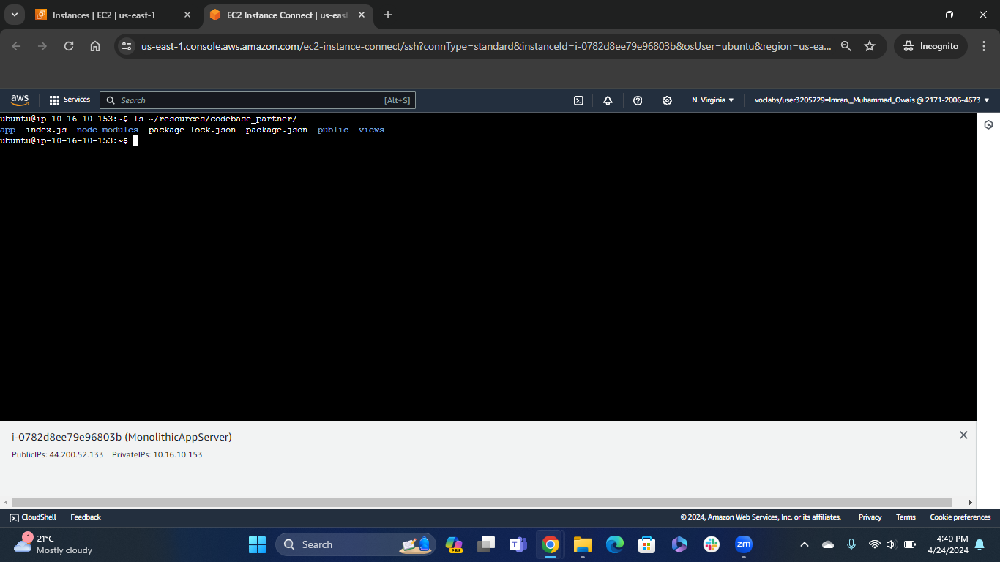 Instances | EC2 | us-east-1
EC2 Instance Connect | us-east
us-east-1.console.aws.amazon.com/ec2-instance-connect/ssh?connType=standard&instanceId=i-0782d8ee79e96803b&osUser=ubuntu&region=us-ea...
Incognito
aws
Services
Search
[Alt+S]
N. Virginia
voclabs/user3205729=Imran,_Muhammad_Owais @ 2171-2006-4673
ubuntu@ip-10-16-10-153:~$ ls ~/resources/codebase_partner/
app index.js node_modules package-lock.json package.json public views
ubuntu@ip-10-16-10-153:~$
i-0782d8ee79e96803b (MonolithicAppServer)
PublicIPs: 44.200.52.133 PrivateIPs: 10.16.10.153
CloudShell
Feedback
© 2024, Amazon Web Services, Inc. or its affiliates.
Privacy
Terms
Cookie preferences
1
21°C
Mostly cloudy
Search
PRE
zm
4:40 PM
4/24/2024